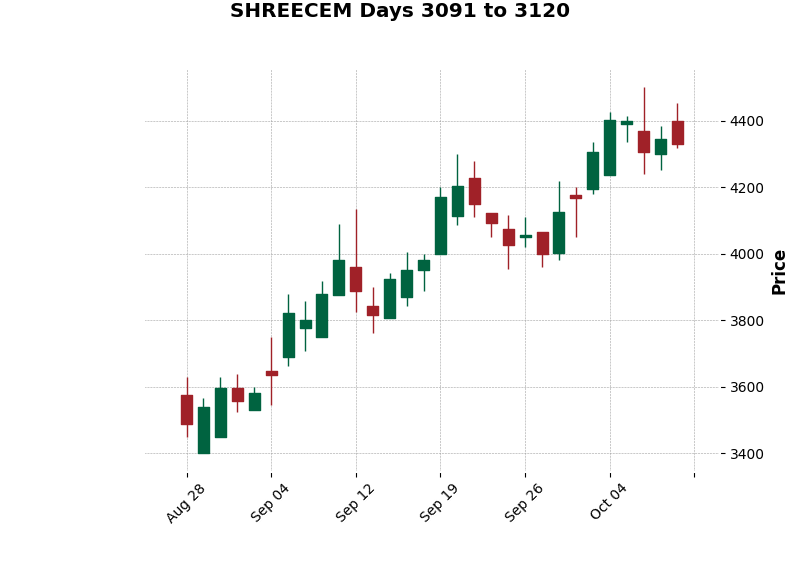 SHREECEM Days 3091 to 3120
4400
4200
4000
3800
3600
3400
Price
Aug 28
Sep 04
Sep 12
Sep 19
Sep 26
Oct 04